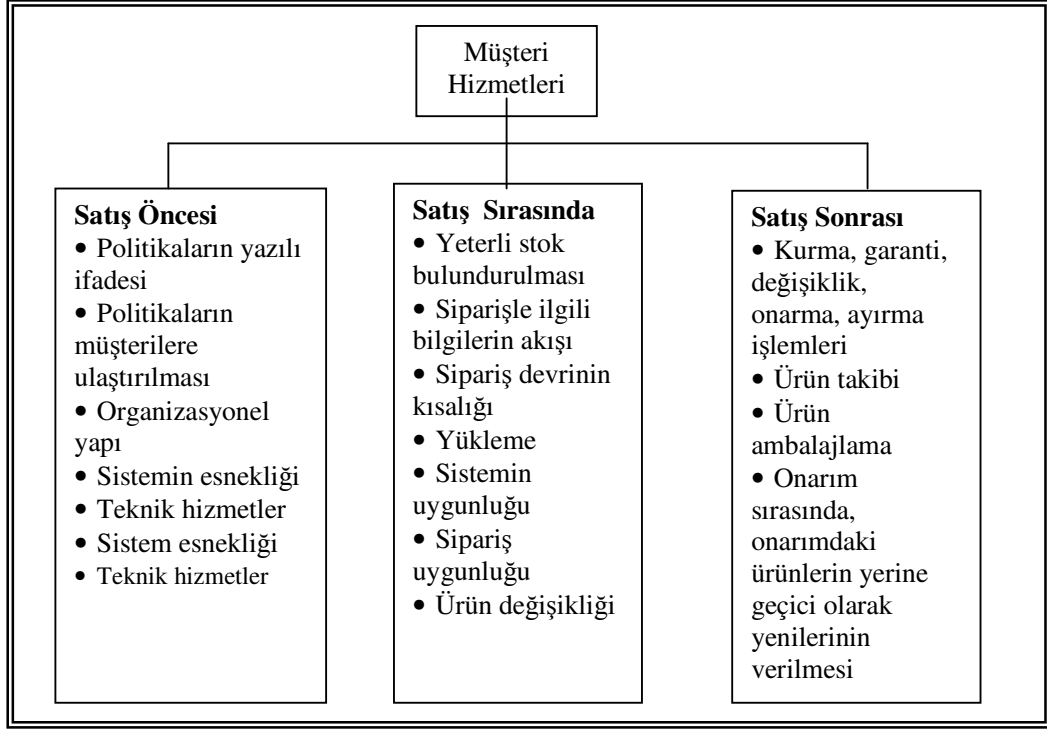 Müşteri
Hizmetleri
Satış Öncesi
• Politikaların yazılı
ifadesi
• Politikaların
müşterilere
ulaştırılması
• Organizasyonel
yapı
• Sistemin esnekliği
• Teknik hizmetler
• Sistem esnekliği
• Teknik hizmetler
Satış Sırasında
• Yeterli stok
bulundurulması
• Siparişle ilgili
bilgilerin akışı
• Sipariş devrinin
kısalığı
• Yükleme
• Sistemin
uygunluğu
• Sipariş
uygunluğu
• Ürün değişikliği
Satış Sonrası
• Kurma, garanti,
değişiklik,
onarma, ayırma
işlemleri
• Ürün takibi
• Ürün
ambalajlama
• Onarım
sırasında,
onarımdaki
ürünlerin yerine
geçici olarak
yenilerinin
verilmesi